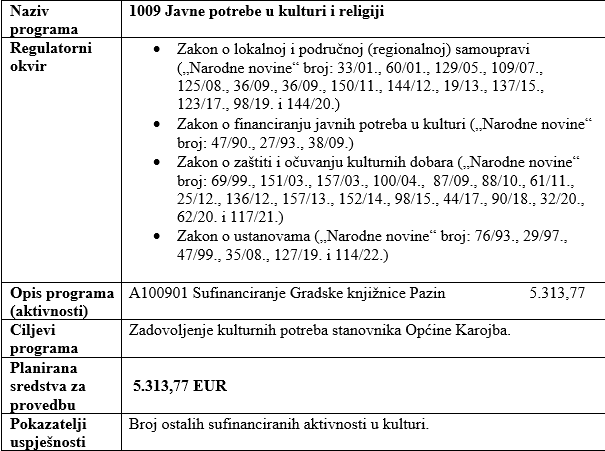 Naziv programa
1009 Javne potrebe u kulturi i religiji
Regulatorni okvir
• Zakon o lokalnoj i područnoj (regionalnoj) samoupravi
(„Narodne novine“ broj: 33/01., 60/01., 129/05., 109/07.,
125/08., 36/09., 36/09., 150/11., 144/12., 19/13., 137/15.,
123/17., 98/19. i 144/20.)
• Zakon o financiranju javnih potreba u kulturi („Narodne novine“
broj: 47/90., 27/93., 38/09.)
• Zakon o zaštiti i očuvanju kulturnih dobara („Narodne novine“
broj: 69/99., 151/03., 157/03., 100/04., 87/09., 88/10., 61/11.,
25/12., 136/12., 157/13., 152/14., 98/15., 44/17., 90/18., 32/20.,
62/20. i 117/21.)
• Zakon o ustanovama („Narodne novine“ broj: 76/93., 29/97.,
47/99., 35/08., 127/19. i 114/22.)
Opis programa
(aktivnosti)
A100901 Sufinanciranje Gradske knjižnice Pazin 5.313,77
Ciljevi
programa
Zadovoljenje kulturnih potreba stanovnika Općine Karojba.
Planirana
sredstva za
provedbu
5.313,77 EUR
Pokazatelji
uspješnosti
Broj ostalih sufinanciranih aktivnosti u kulturi.